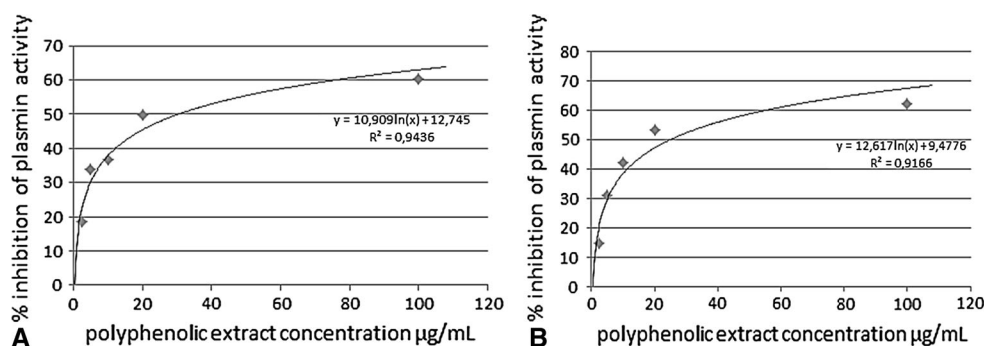 % inhibition of plasmin activity
70
60
50
40
30
20
10
0
y = 10,909ln(x)+12,745
R² = 0,9436
0 20 40 60 80 100 120
A
polyphenolic extract concentration µg/mL
% inhibition of plasmin activity
80
70
60
50
40
30
20
10
0
y = 12,617ln(x)+9,4776
R² = 0,9166
0 20 40 60 80 100 120
B
polyphenolic extract concentration µg/mL